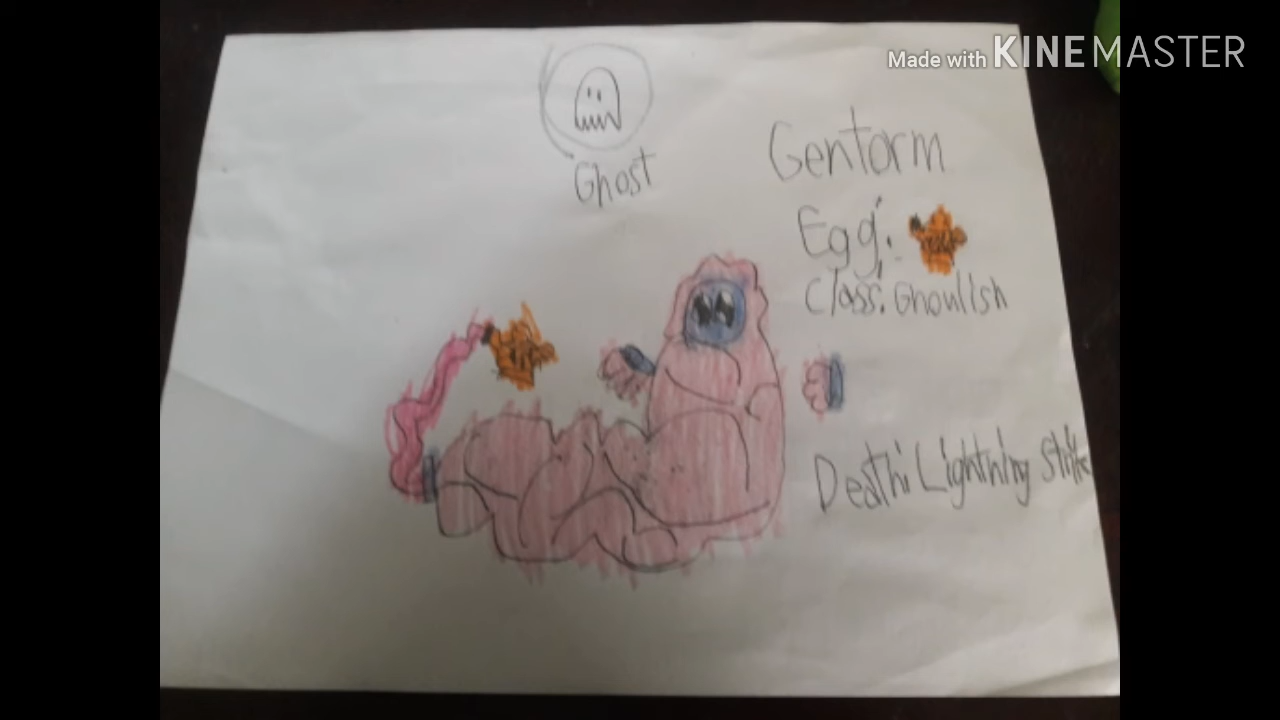 Made with KINEMASTER
Ghost
Gentorm
Egg:
Class: Ghoulish
Death: Lightning Strike